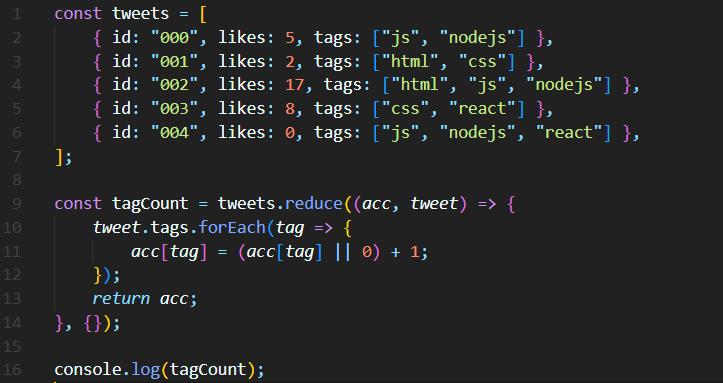 1 const tweets = [
2     { id: "000", likes: 5, tags: ["js", "nodejs"] },
3     { id: "001", likes: 2, tags: ["html", "css"] },
4     { id: "002", likes: 17, tags: ["html", "js", "nodejs"] },
5     { id: "003", likes: 8, tags: ["css", "react"] },
6     { id: "004", likes: 0, tags: ["js", "nodejs", "react"] },
7 ];
8
9 const tagCount = tweets.reduce((acc, tweet) => {
10     tweet.tags.forEach(tag => {
11         acc[tag] = (acc[tag] || 0) + 1;
12     });
13     return acc;
14 }, {});
15
16 console.log(tagCount);